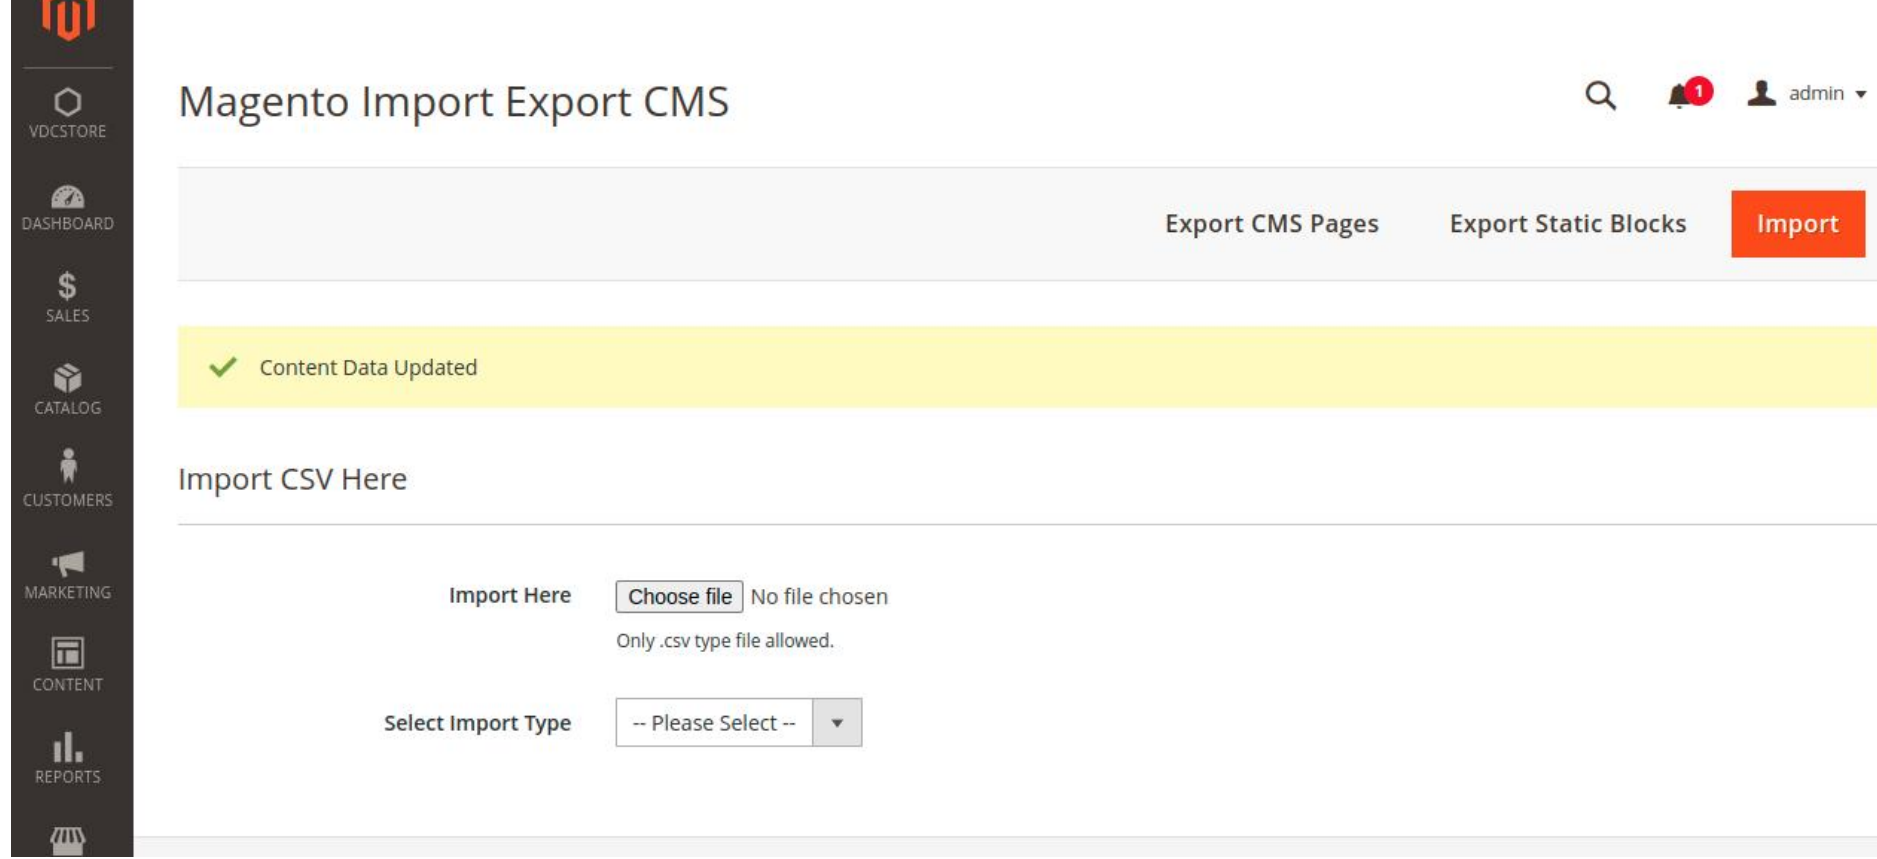 Magento Import Export CMS
1
admin
VDCSTORE
DASHBOARD
SALES
CATALOG
CUSTOMERS
MARKETING
CONTENT
REPORTS
Export CMS Pages
Export Static Blocks
Import
Content Data Updated
Import CSV Here
Import Here
Choose file No file chosen
Only .csv type file allowed.
Select Import Type
-- Please Select --